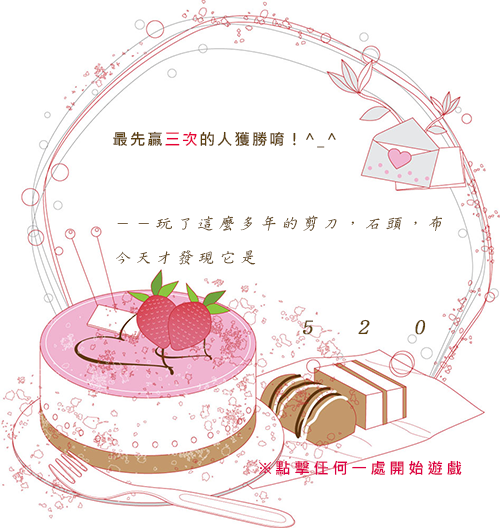 最先贏三次的人獲勝唷！^_^
－－玩了這麼多年的剪刀，石頭，布
今天才發現它是
5 2 0
※點擊任何一處開始遊戲